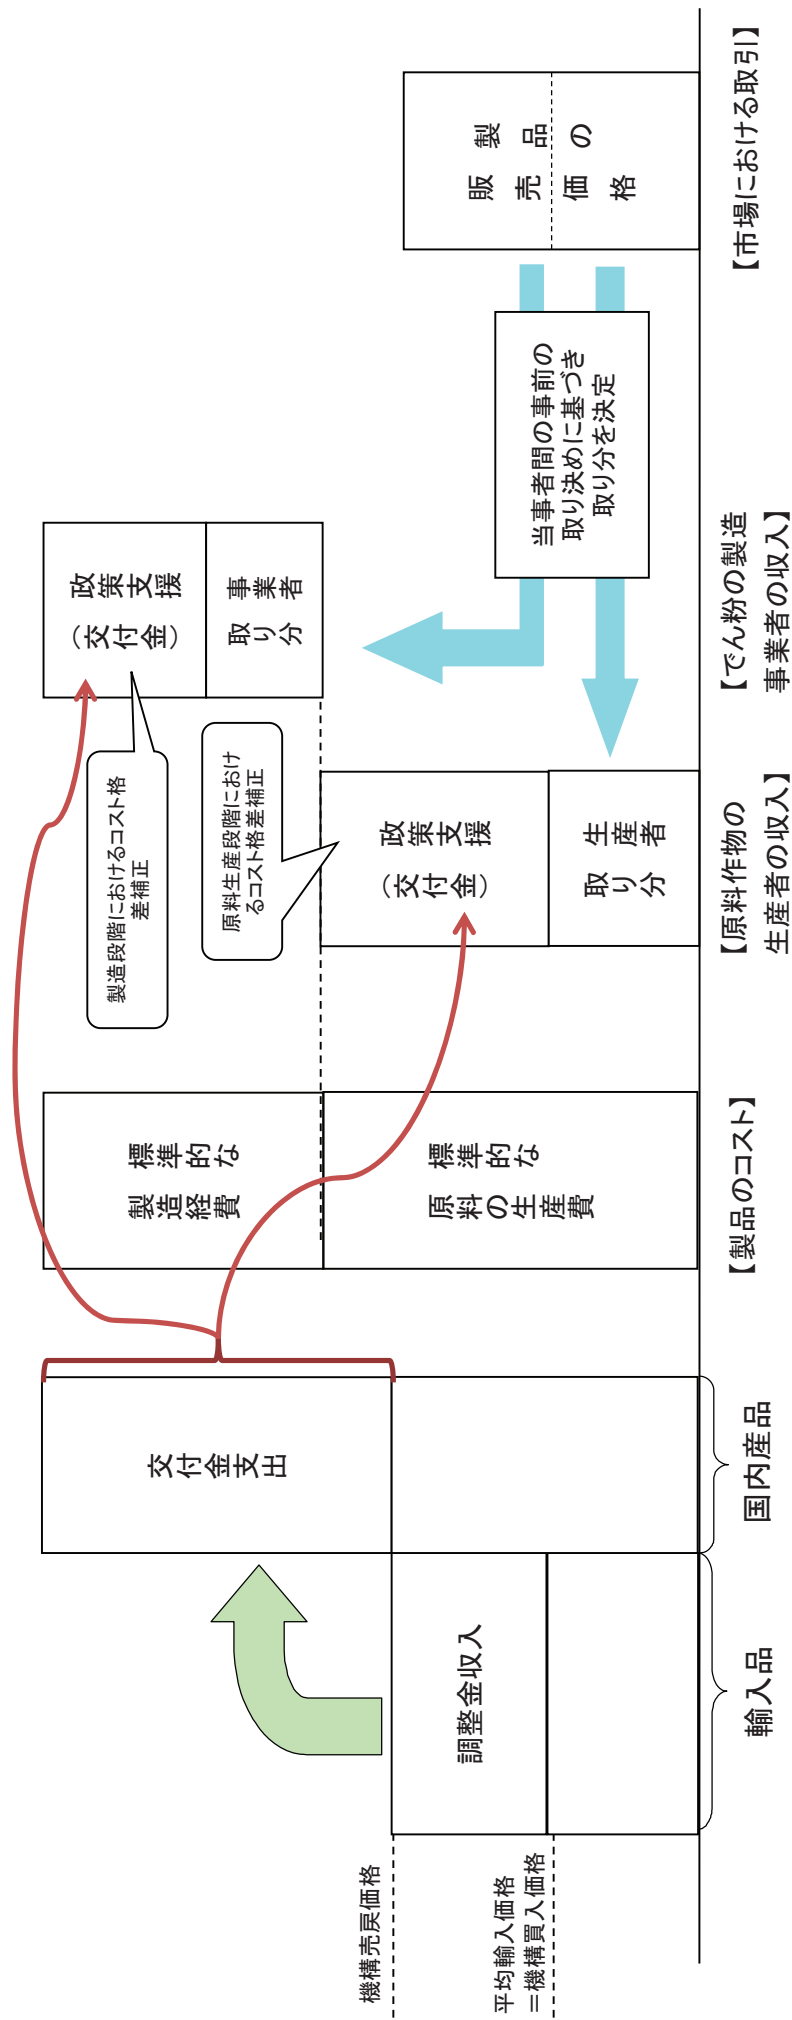 機構売戻価格
平均輸入価格
＝機構買入価格
調整金収入
輸入品
交付金支出
国内産品
標準的な
製造経費
標準的な
原料の生産費
【製品のコスト】
製造段階におけるコスト格
差補正
原料生産段階におけ
るコスト格差補正
政策支援
（交付金）
生産者
取り分
【原料作物の
生産者の収入】
政策支援
（交付金）
事業者
取り分
【でん粉の製造
事業者の収入】
当事者間の事前の
取り決めに基づき
取り分を決定
製品の
販売価格
【市場における取引】